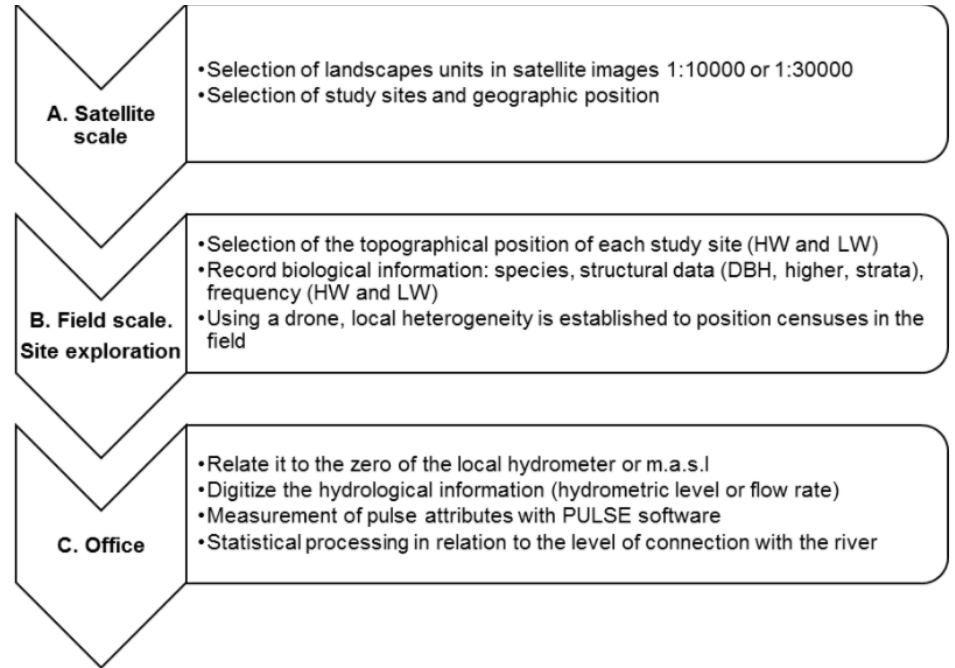 A. Satellite
scale
•Selection of landscapes units in satellite images 1:10000 or 1:30000
•Selection of study sites and geographic position
B. Field scale.
Site exploration
•Selection of the topographical position of each study site (HW and LW)
•Record biological information: species, structural data (DBH, higher, strata),
frequency (HW and LW)
•Using a drone, local heterogeneity is established to position censuses in the
field
C. Office
•Relate it to the zero of the local hydrometer or m.a.s.l
•Digitize the hydrological information (hydrometric level or flow rate)
•Measurement of pulse attributes with PULSE software
•Statistical processing in relation to the level of connection with the river